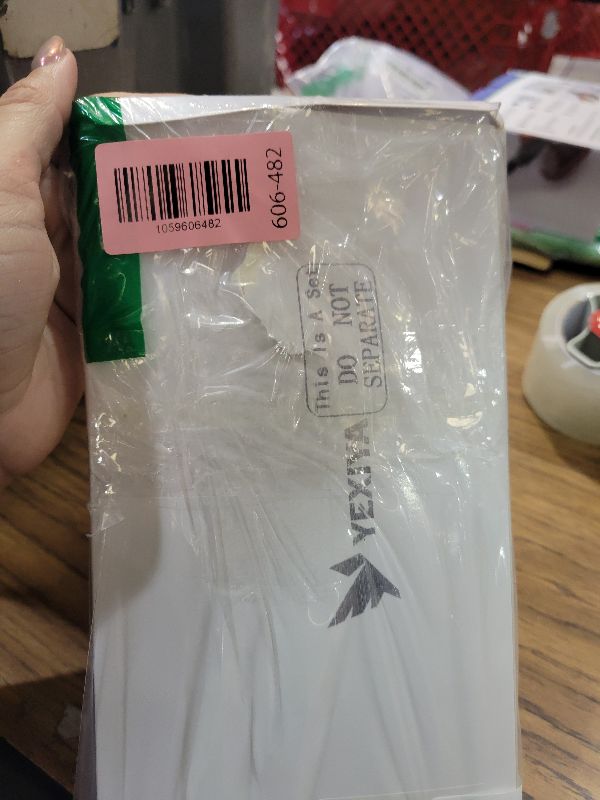 1059606482
606-482
This Is A Set
DO NOT
SEPARATE
YEXIYA